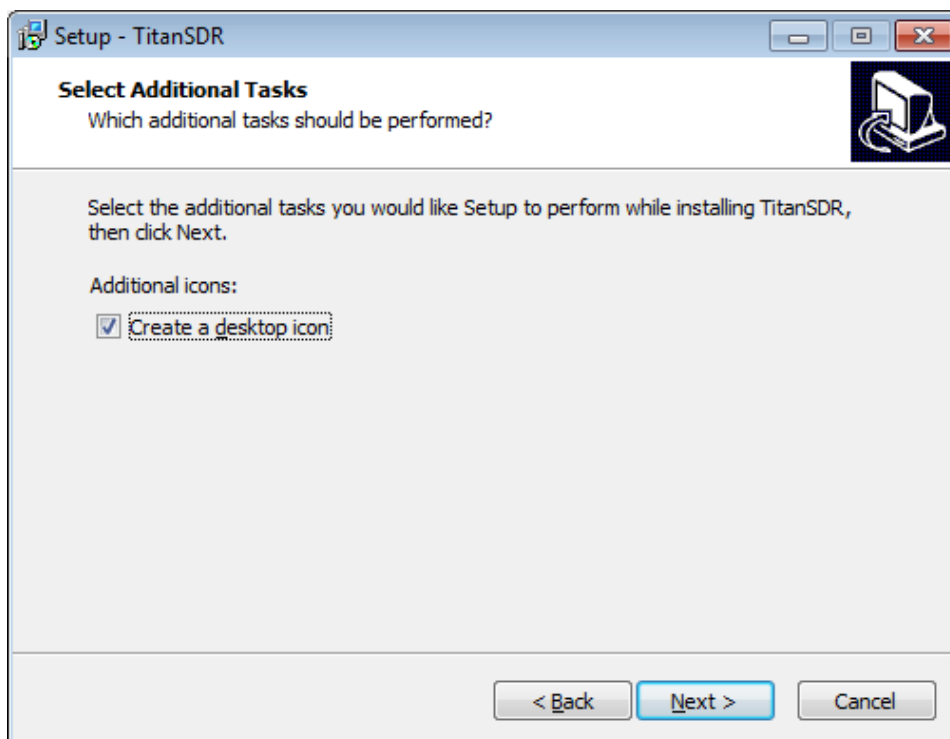 Setup - TitanSDR
Select Additional Tasks
Which additional tasks should be performed?
Select the additional tasks you would like Setup to perform while installing TitanSDR,
then click Next.
Additional icons:
Create a desktop icon
< Back
Next >
Cancel